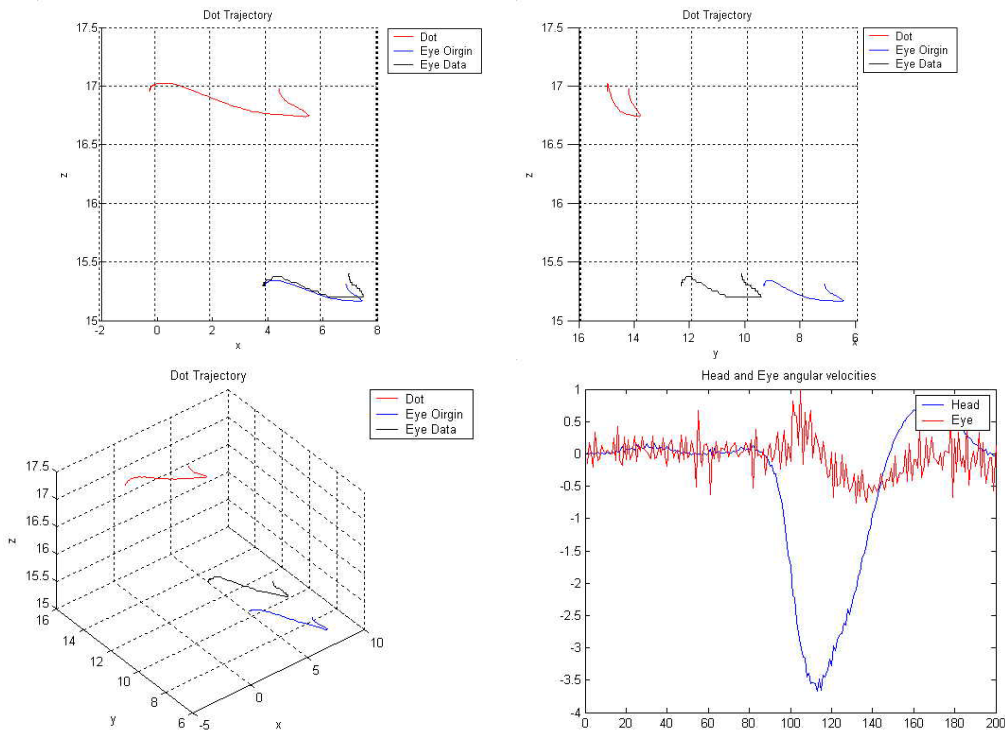 Dot Trajectory
17.5
17
16.5
16
15.5
15
z
-2 0 2 4 6 8
x
Dot
Eye Oirgin
Eye Data
Dot Trajectory
17.5
17
16.5
16
15.5
15
z
16 14 12 10 8 6
y
x
Dot
Eye Oirgin
Eye Data
Dot Trajectory
17.5
17
16.5
16
15.5
15
z
16
14
12
10
8
6
y
-5
0
5
10
x
Dot
Eye Oirgin
Eye Data
Head and Eye angular velocities
1
0.5
0
-0.5
-1
-1.5
-2
-2.5
-3
-3.5
-4
0 20 40 60 80 100 120 140 160 180 200
Head
Eye